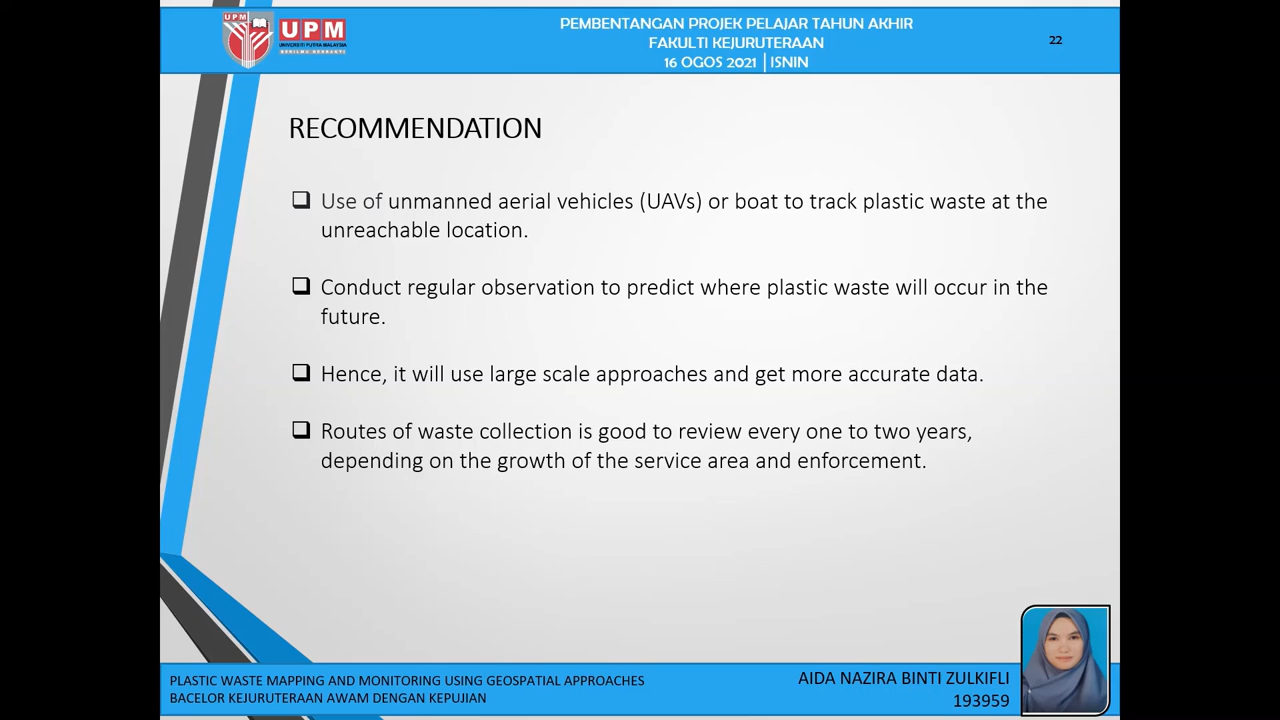 UPM
UPM
UNIVERSITI PUTRA MALAYSIA
BERILMU BERBAKTI
PEMBENTANGAN PROJEK PELAJAR TAHUN AKHIR
FAKULTI KEJURUTERAAN
16 OGOS 2021 | ISNIN
22
RECOMMENDATION
❑ Use of unmanned aerial vehicles (UAVs) or boat to track plastic waste at the
unreachable location.
❑ Conduct regular observation to predict where plastic waste will occur in the
future.
❑ Hence, it will use large scale approaches and get more accurate data.
❑ Routes of waste collection is good to review every one to two years,
depending on the growth of the service area and enforcement.
PLASTIC WASTE MAPPING AND MONITORING USING GEOSPATIAL APPROACHES
BACELOR KEJURUTERAAN AWAM DENGAN KEPUJIAN
AIDA NAZIRA BINTI ZULKIFLI
193959